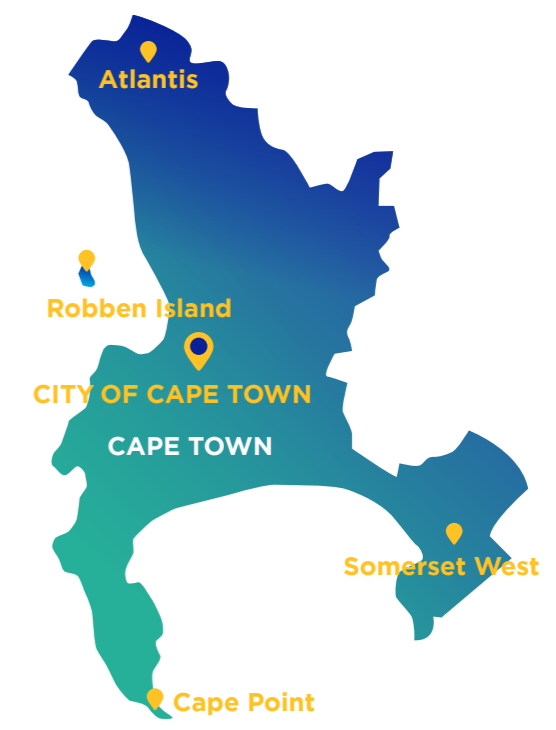 Atlantis
Robben Island
CITY OF CAPE TOWN
CAPE TOWN
Somerset West
Cape Point